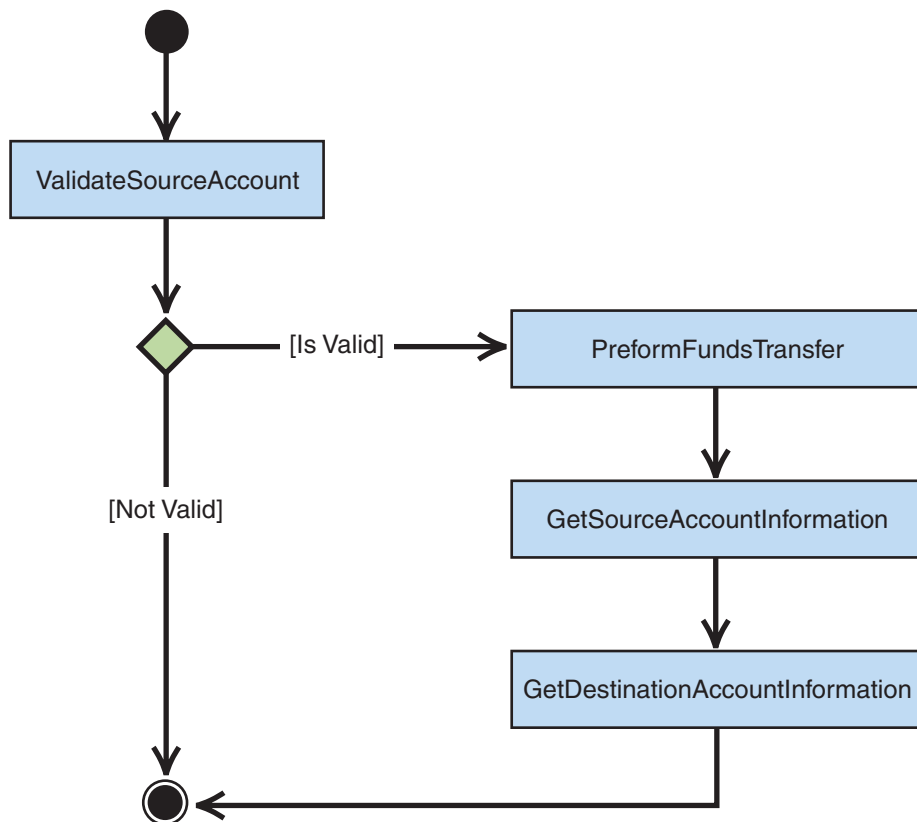 ValidateSourceAccount
[Is Valid]
PreformFundsTransfer
[Not Valid]
GetSourceAccountInformation
GetDestinationAccountInformation